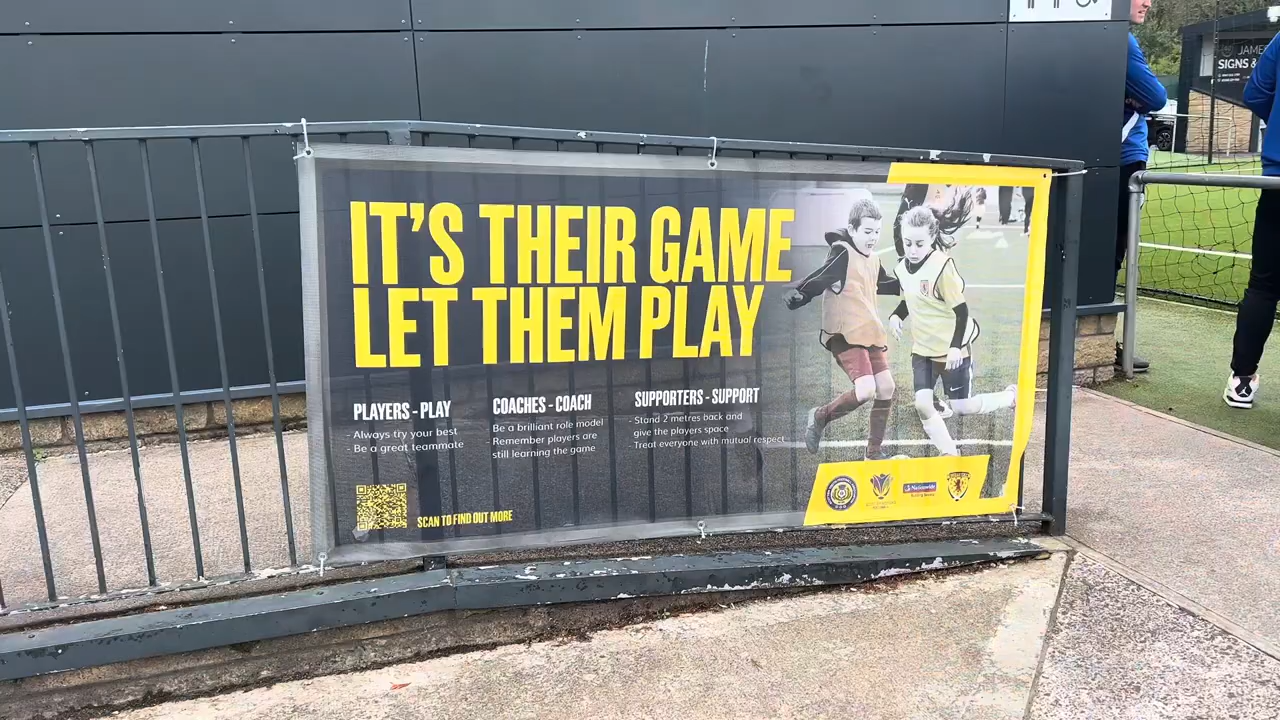 IT'S THEIR GAME
LET THEM PLAY
PLAYERS - PLAY
- Always try your best
- Be a great teammate
COACHES - COACH
Be a brilliant role model
- Remember players are
still learning the game
SUPPORTERS - SUPPORT
- Stand 2 metres back and
give the players space
- Treat everyone with mutual respect
SCAN TO FIND OUT MORE
Nationwide
JAME
SIGNS &